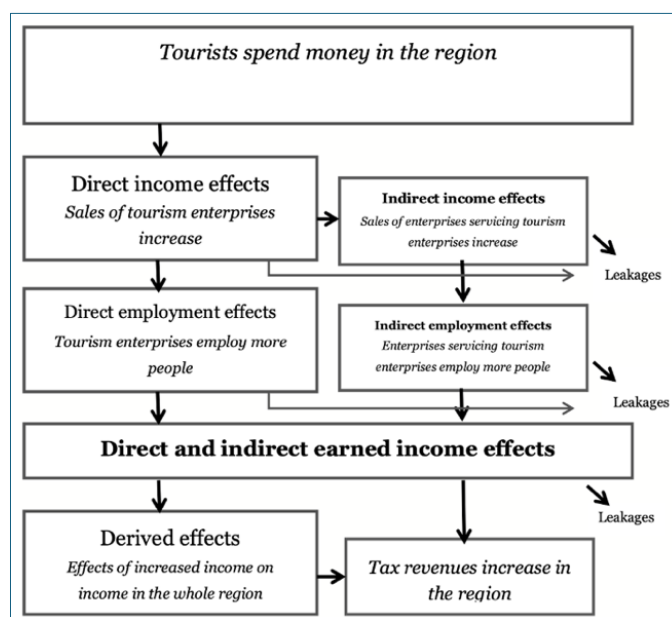 Tourists spend money in the region
Direct income effects
Sales of tourism enterprises
increase
Indirect income effects
Sales of enterprises servicing tourism
enterprises increase
Leakages
Direct employment effects
Tourism enterprises employ more
people
Indirect employment effects
Enterprises servicing tourism
enterprises employ more people
Leakages
Direct and indirect earned income effects
Leakages
Derived effects
Effects of increased income on
income in the whole region
Tax revenues increase in
the region